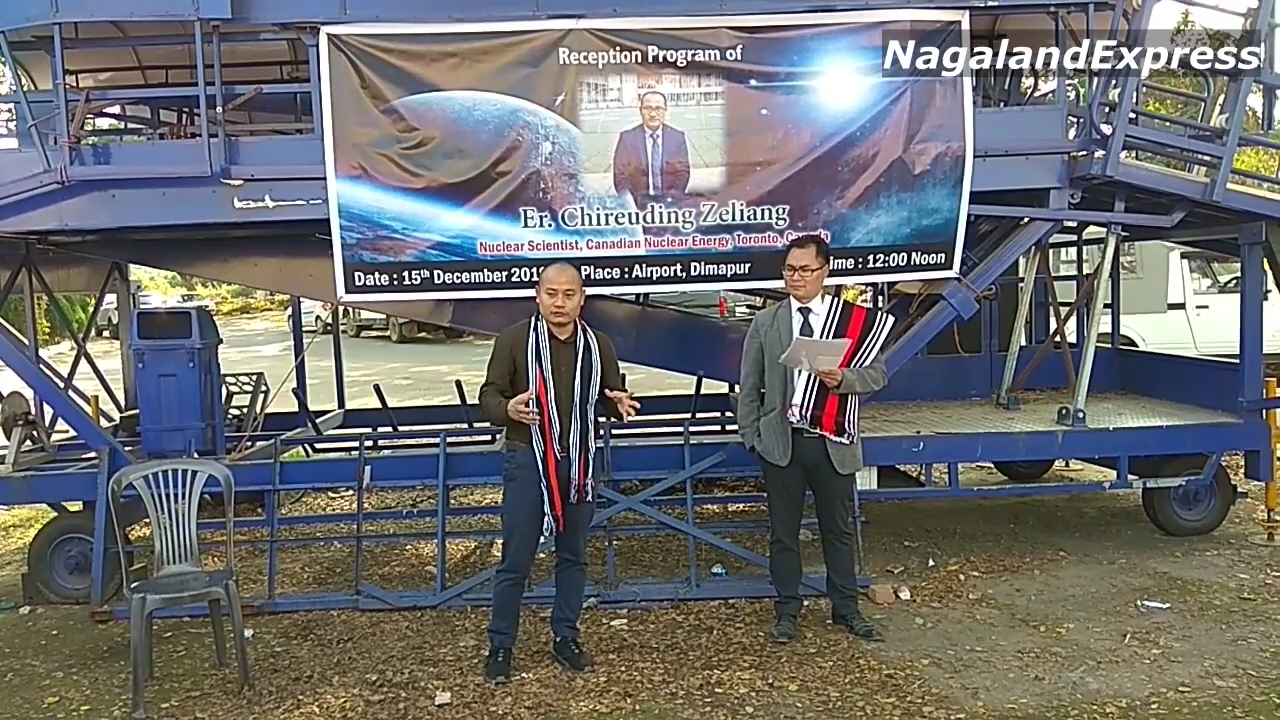 NagalandExpress
Reception Program of
Er. Chireuding Zeliang
Nuclear Scientist, Canadian Nuclear Energy, Toronto,
Date : 15th December Place : Airport, Dimapur Time : 12:00 Noon